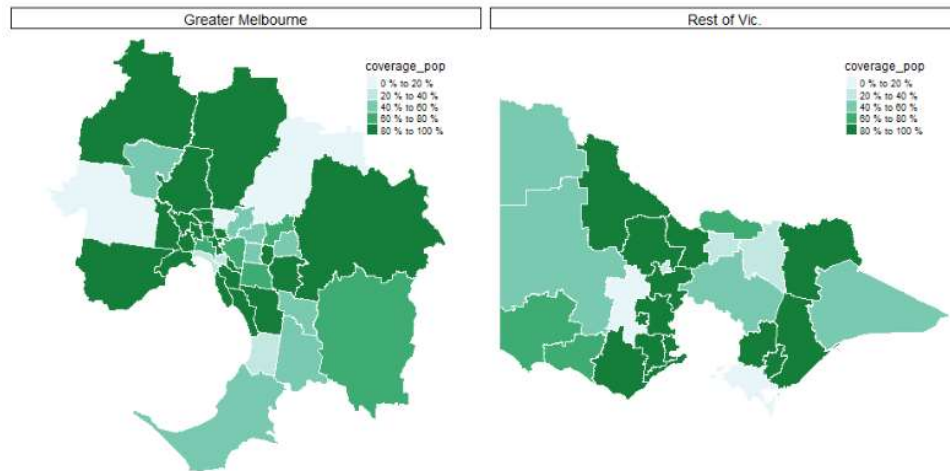 Greater Melbourne
Rest of Vic.
coverage_pop
0 % to 20 %
20 % to 40 %
40 % to 60 %
60 % to 80 %
80 % to 100 %
coverage_pop
0 % to 20 %
20 % to 40 %
40 % to 60 %
60 % to 80 %
80 % to 100 %